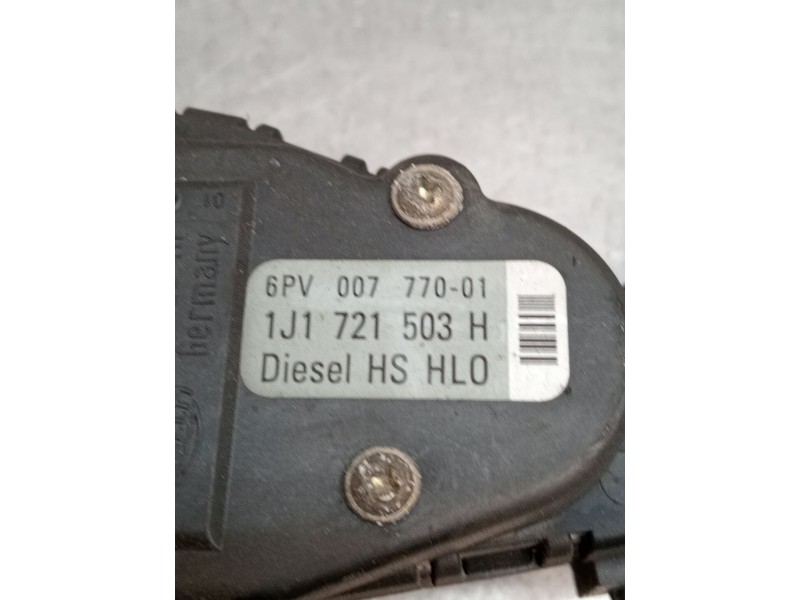 6PV 007 770-01
1J1 721 503 H
Diesel HS HLO
Germany